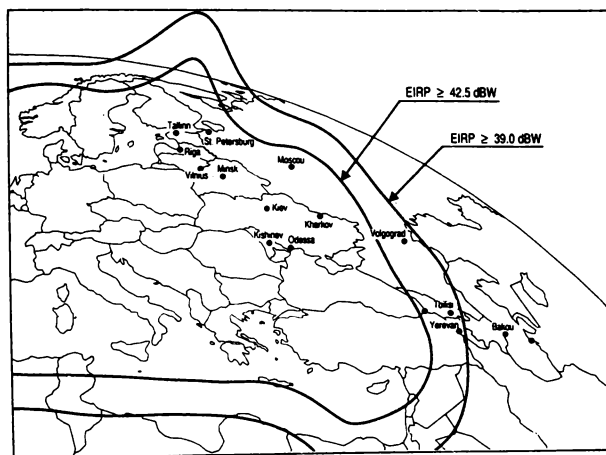 EIRP ≥ 42.5 dBW
EIRP ≥ 39.0 dBW
Tallinn
St. Petersburg
Riga
Moscou
Vilnius
Minsk
Kiev
Kharkov
Volgograd
Kishinev
Odessa
Tbilisi
Yerevan
Bakou